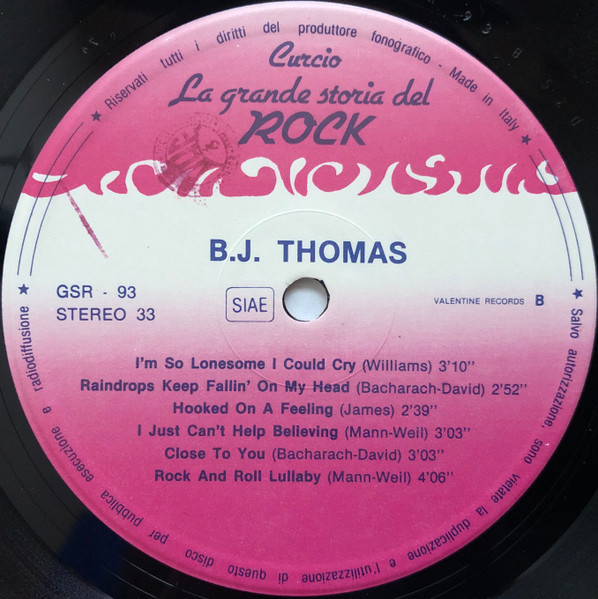 ★ Riservati tutti i diritti del produttore fonografico - Made in Italy ★
Curcio
La grande storia del
ROCK
B.J. THOMAS
GSR - 93
STEREO 33
SIAE
VALENTINE RECORDS B
I'm So Lonesome I Could Cry (Williams) 3'10''
Raindrops Keep Fallin' On My Head (Bacharach-David) 2'52''
Hooked On A Feeling (James) 2'39''
I Just Can't Help Believing (Mann-Weil) 3'03''
Close To You (Bacharach-David) 3'03''
Rock And Roll Lullaby (Mann-Weil) 4'06''
★ Salvo autorizzazione, sono vietate la duplicazione e l'utilizzazione di questo disco per pubblica esecuzione e radiodiffusione ★